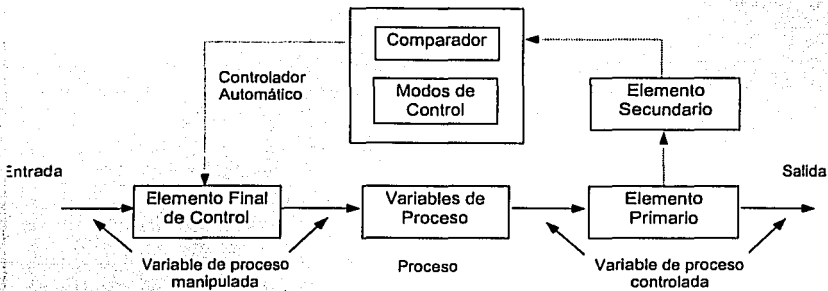 Comparador
Modos de
Control
Controlador
Automático
Elemento
Secundario
Entrada
Salida
Elemento Final
de Control
Variables de
Proceso
Elemento
Primario
Variable de proceso
manipulada
Proceso
Variable de proceso
controlada